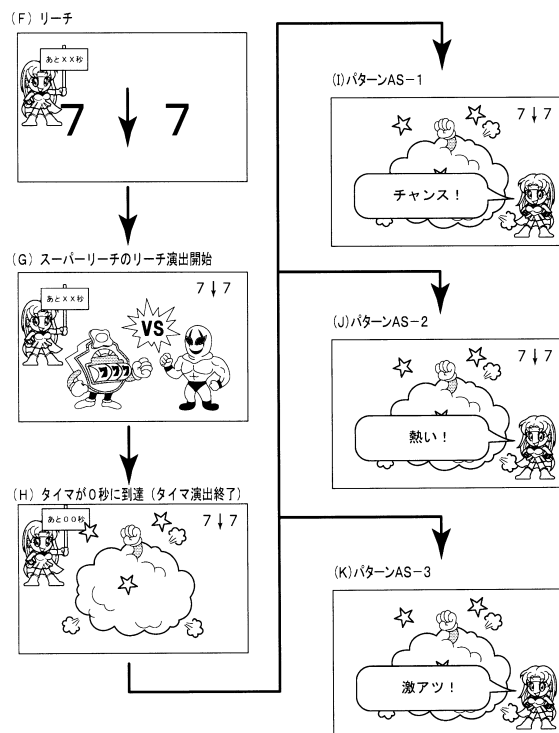 (F) リーチ
あとXX秒
7 ↓ 7
(G) スーパーリーチのリーチ演出開始
あとXX秒
7 ↓ 7
VS
777
(H) タイマが0秒に到達 (タイマ演出終了)
あと00秒
7 ↓ 7
(I) パターンAS-1
7 ↓ 7
チャンス!
(J) パターンAS-2
7 ↓ 7
熱い!
(K) パターンAS-3
7 ↓ 7
激アツ!